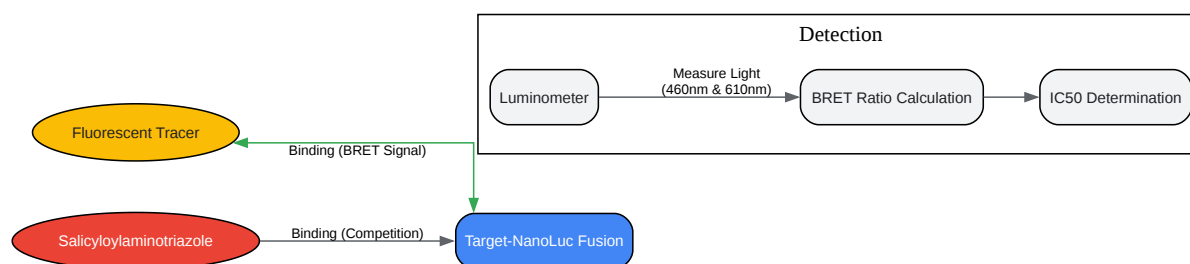 Detection
Luminometer
Measure Light
(460nm & 610nm)
BRET Ratio Calculation
IC50 Determination
Fluorescent Tracer
Binding (BRET Signal)
Salicyloylaminotriazole
Binding (Competition)
Target-NanoLuc Fusion